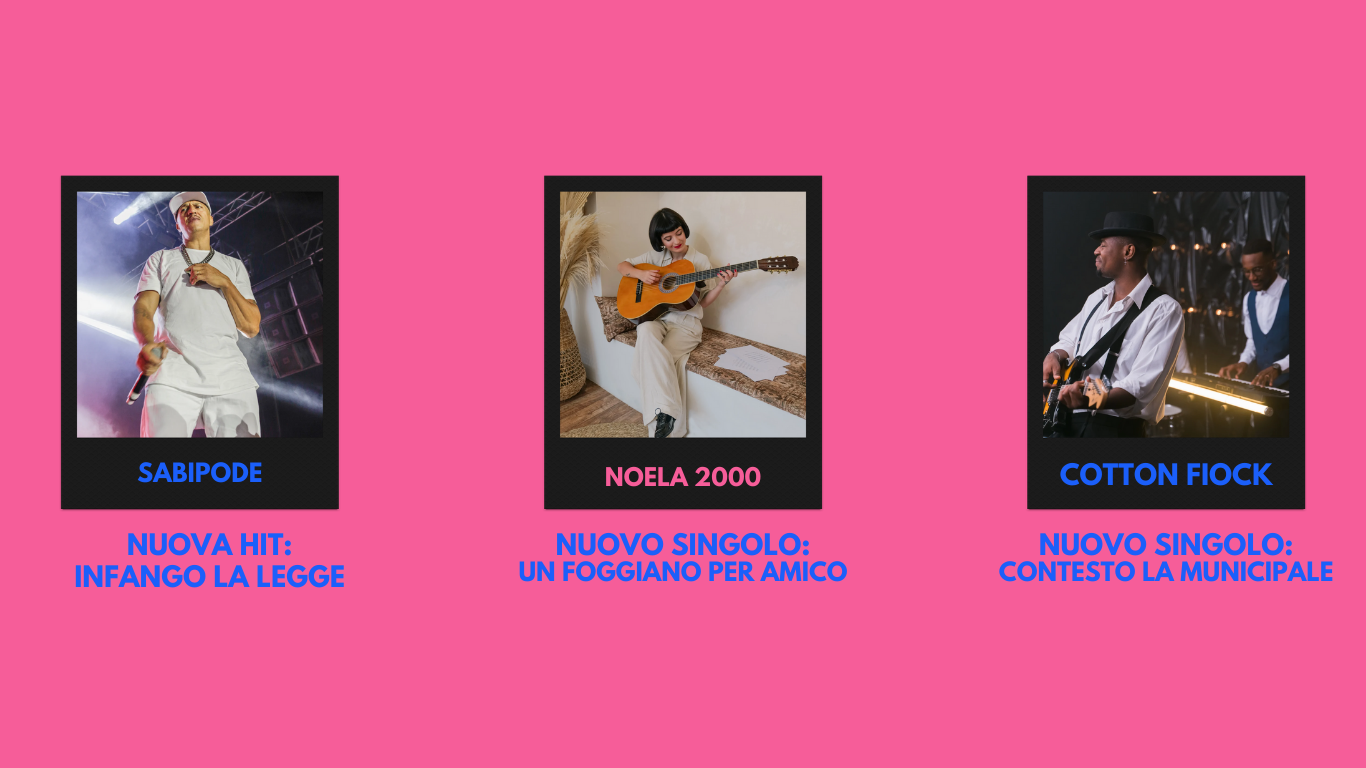 SABIPODE
NUOVA HIT:
INFANGO LA LEGGE
NOELA 2000
NUOVO SINGOLO:
UN FOGGIANO PER AMICO
COTTON FIOCK
NUOVO SINGOLO:
CONTESTO LA MUNICIPALE